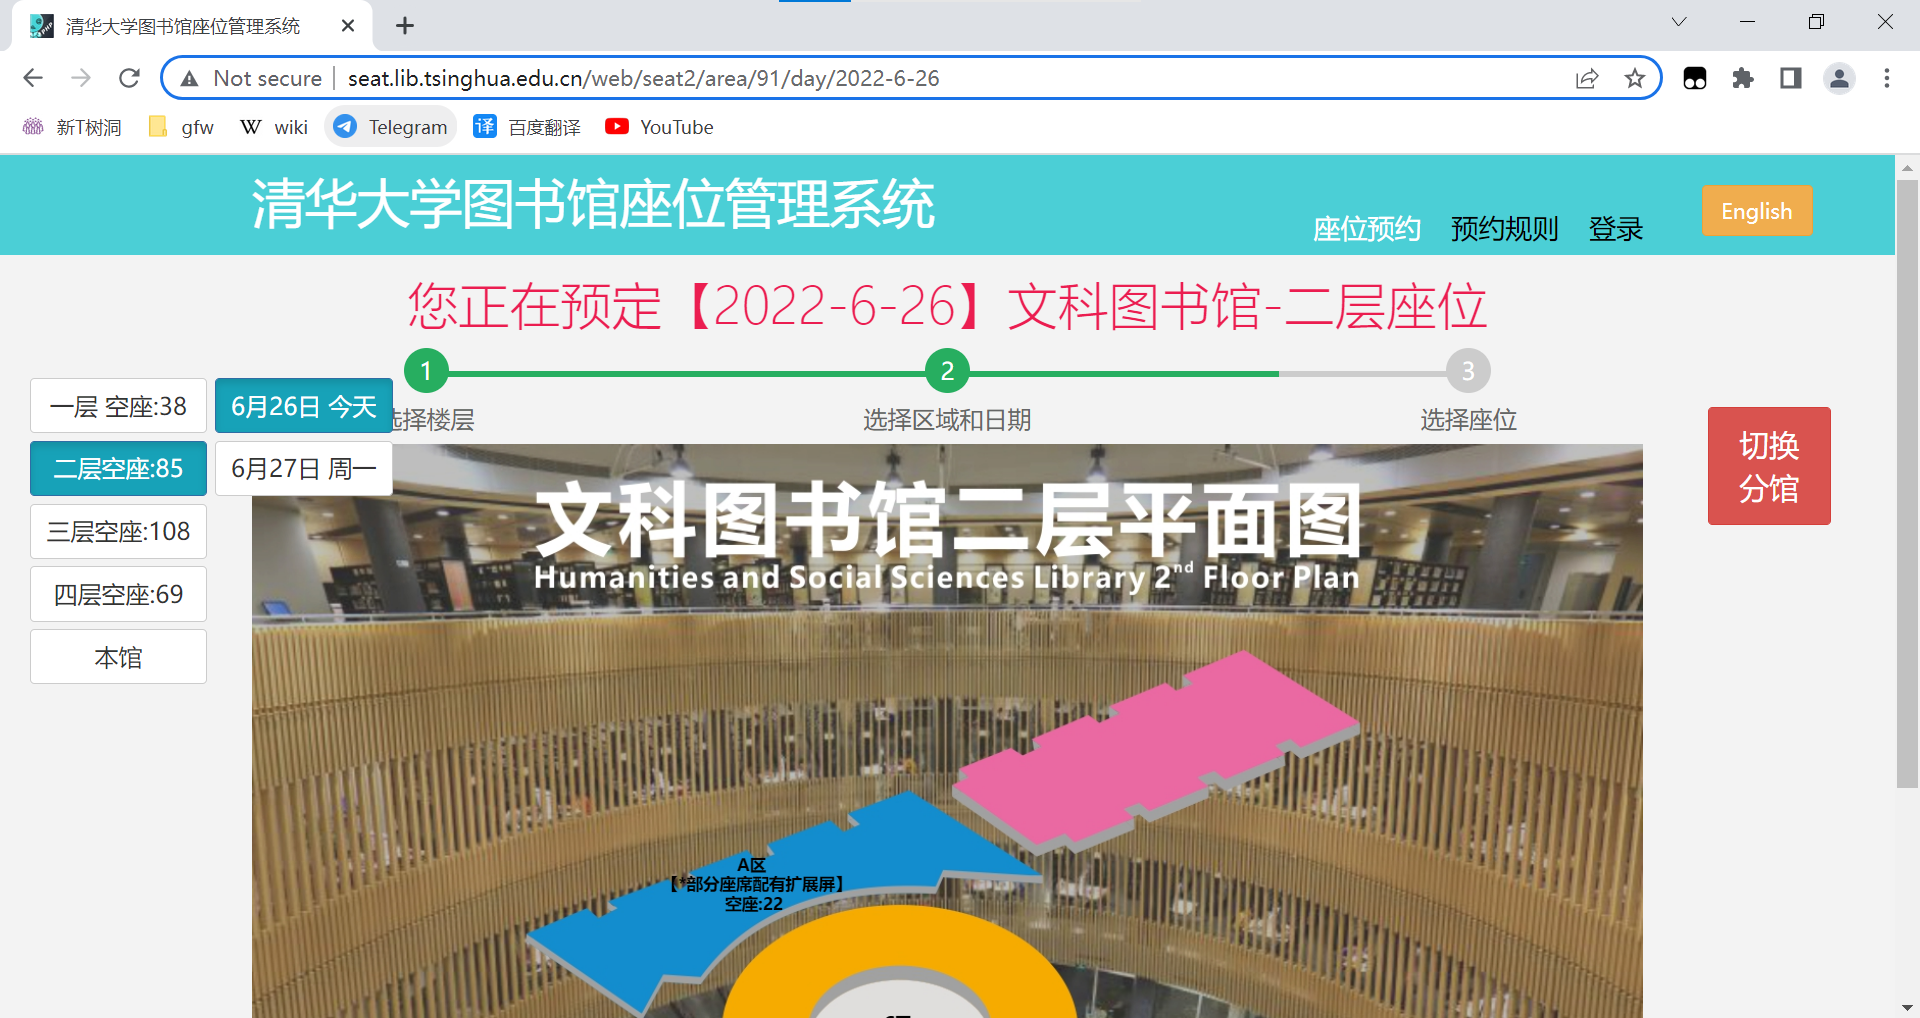 清华大学图书馆座位管理系统
Not secure seat.lib.tsinghua.edu.cn/web/seat2/area/91/day/2022-6-26
新T树洞 gfw W wiki Telegram 译 百度翻译 YouTube
清华大学图书馆座位管理系统
座位预约 预约规则 登录 English
您正在预定【2022-6-26】文科图书馆-二层座位
1 2 3
选择楼层 选择区域和日期 选择座位
一层 空座:38 6月26日 今天
二层空座:85 6月27日 周一
三层空座:108
四层空座:69
本馆
切换
分馆
文科图书馆二层平面图
Humanities and Social Sciences Library 2nd Floor Plan
A区
【*部分座席配有扩展屏】
空座:22